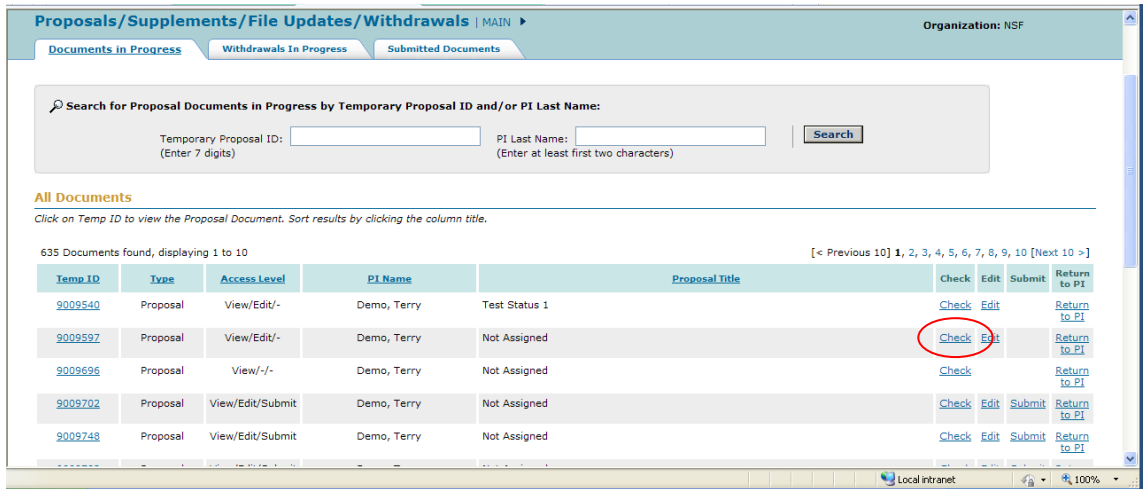 Proposals/Supplements/File Updates/Withdrawals | MAIN
Organization: NSF
Documents in Progress Withdrawals In Progress Submitted Documents
Search for Proposal Documents in Progress by Temporary Proposal ID and/or PI Last Name:
Temporary Proposal ID: PI Last Name: Search
(Enter 7 digits) (Enter at least first two characters)
All Documents
Click on Temp ID to view the Proposal Document. Sort results by clicking the column title.
635 Documents found, displaying 1 to 10 [< Previous 10] 1, 2, 3, 4, 5, 6, 7, 8, 9, 10 [Next 10 >]
Temp ID Type Access Level PI Name Proposal Title Check Edit Submit Return to PI
9009540 Proposal View/Edit/- Demo, Terry Test Status 1 Check Edit Return to PI
9009597 Proposal View/Edit/- Demo, Terry Not Assigned Check Edit Return to PI
9009696 Proposal View/-/- Demo, Terry Not Assigned Check Return to PI
9009702 Proposal View/Edit/Submit Demo, Terry Not Assigned Check Edit Submit Return to PI
9009748 Proposal View/Edit/Submit Demo, Terry Not Assigned Check Edit Submit Return to PI
Local intranet 100%